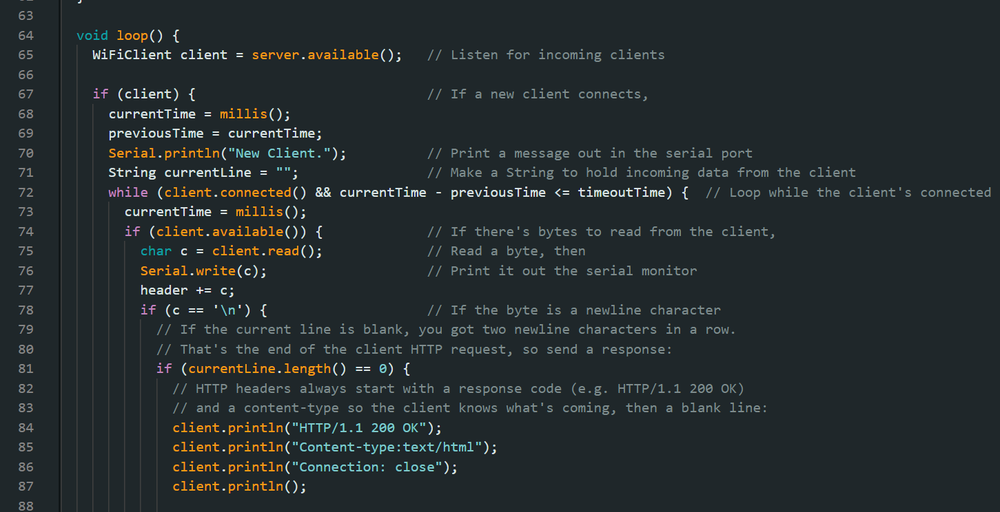 63
64 void loop() {
65 WiFiClient client = server.available();   // Listen for incoming clients
66
67 if (client) {                             // If a new client connects,
68 currentTime = millis();
69 previousTime = currentTime;
70 Serial.println("New Client.");          // Print a message out in the serial port
71 String currentLine = "";                // Make a String to hold incoming data from the client
72 while (client.connected() && currentTime - previousTime <= timeoutTime) {  // Loop while the client's connected
73 currentTime = millis();
74 if (client.available()) {             // If there's bytes to read from the client,
75 char c = client.read();             // Read a byte, then
76 Serial.write(c);                    // Print it out the serial monitor
77 header += c;
78 if (c == '\n') {                    // If the byte is a newline character
79 // If the current line is blank, you got two newline characters in a row.
80 // That's the end of the client HTTP request, so send a response:
81 if (currentLine.length() == 0) {
82 // HTTP headers always start with a response code (e.g. HTTP/1.1 200 OK)
83 // and a content-type so the client knows what's coming, then a blank line:
84 client.println("HTTP/1.1 200 OK");
85 client.println("Content-type:text/html");
86 client.println("Connection: close");
87 client.println();
88